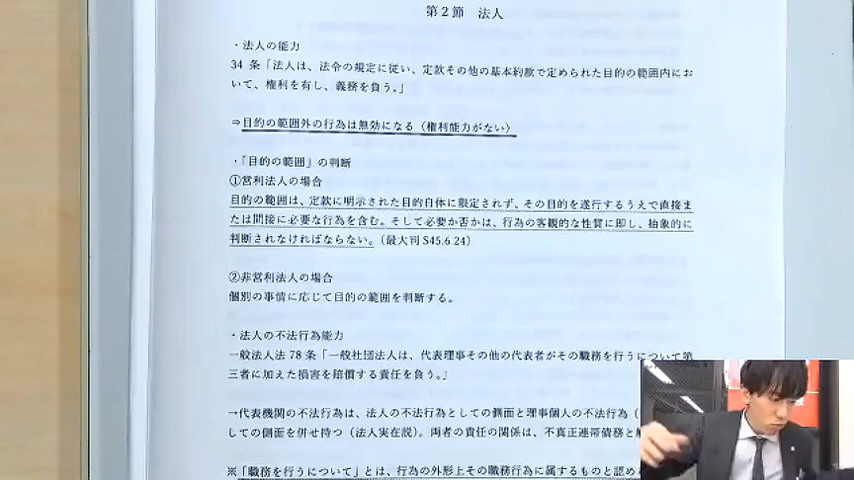 第2節 法人
・法人の能力
34 条「法人は、法令の規定に従い、定款その他の基本約款で定められた目的の範囲内にお
いて、権利を有し、義務を負う。」
⇒目的の範囲外の行為は無効になる（権利能力がない）
・「目的の範囲」の判断
①営利法人の場合
目的の範囲は、定款に明示された目的自体に限定されず、その目的を遂行するうえで直接ま
たは間接に必要な行為を含む。そして必要か否かは、行為の客観的な性質に即し、抽象的に
判断されなければならない。（最大判 S45.6.24）
②非営利法人の場合
個別の事情に応じて目的の範囲を判断する。
・法人の不法行為能力
一般法人法 78 条「一般社団法人は、代表理事その他の代表者がその職務を行うについて第
三者に加えた損害を賠償する責任を負う。」
→代表機関の不法行為は、法人の不法行為としての側面と理事個人の不法行為（
しての側面を併せ持つ（法人実在説）。両者の責任の関係は、不真正連帯債務と
※「職務を行うについて」とは、行為の外形上その職務行為に属するものと認め